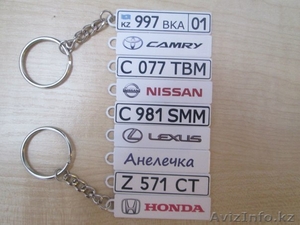 KZ 997 BKA 01
CAMRY
C 077 TBM
NISSAN
C 981 SMM
LEXUS
Анелечка
Z 571 CT
HONDA
AvizInfo.kz